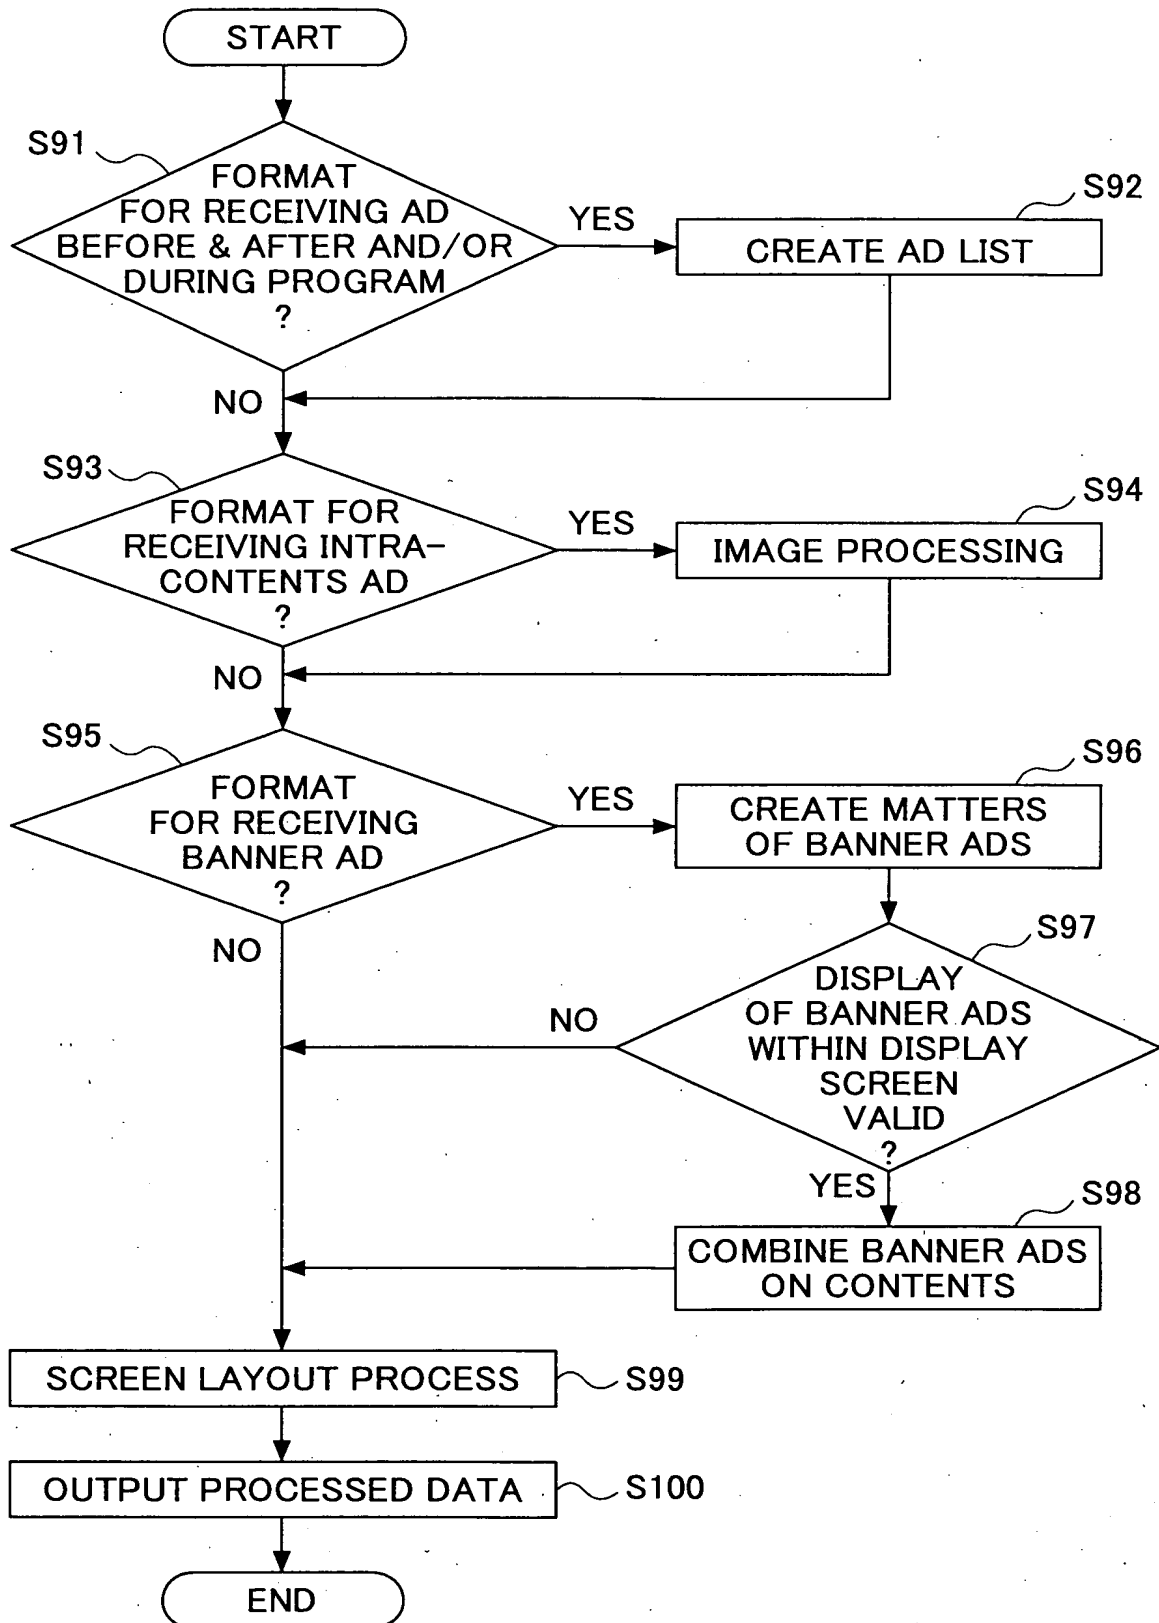 START
S91
FORMAT
FOR RECEIVING AD
BEFORE & AFTER AND/OR
DURING PROGRAM
?
YES
S92
CREATE AD LIST
NO
S93
FORMAT FOR
RECEIVING INTRA-
CONTENTS AD
?
YES
S94
IMAGE PROCESSING
NO
S95
FORMAT
FOR RECEIVING
BANNER AD
?
YES
S96
CREATE MATTERS
OF BANNER ADS
NO
S97
DISPLAY
OF BANNER ADS
WITHIN DISPLAY
SCREEN
VALID
?
NO
YES
S98
COMBINE BANNER ADS
ON CONTENTS
SCREEN LAYOUT PROCESS
S99
OUTPUT PROCESSED DATA
S100
END